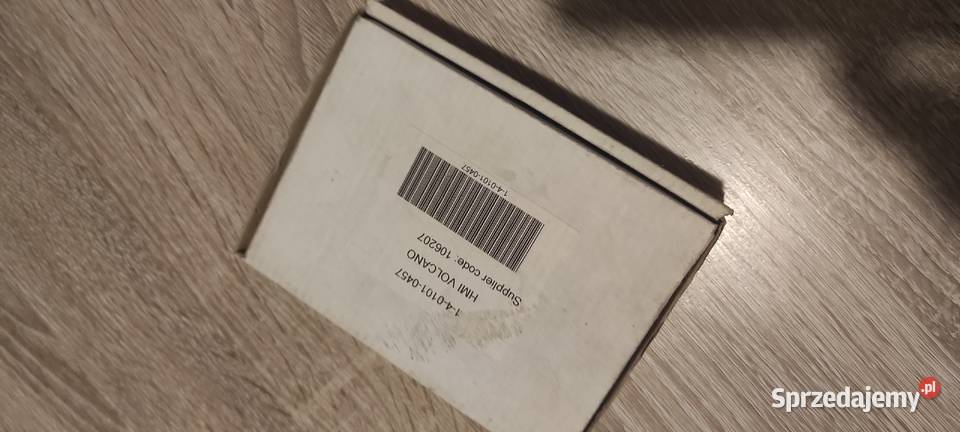 1-4-0101-0457
HMI VOLCANO
Supplier code: 106207
1-4-0101-0457
Sprzedajemy.pl